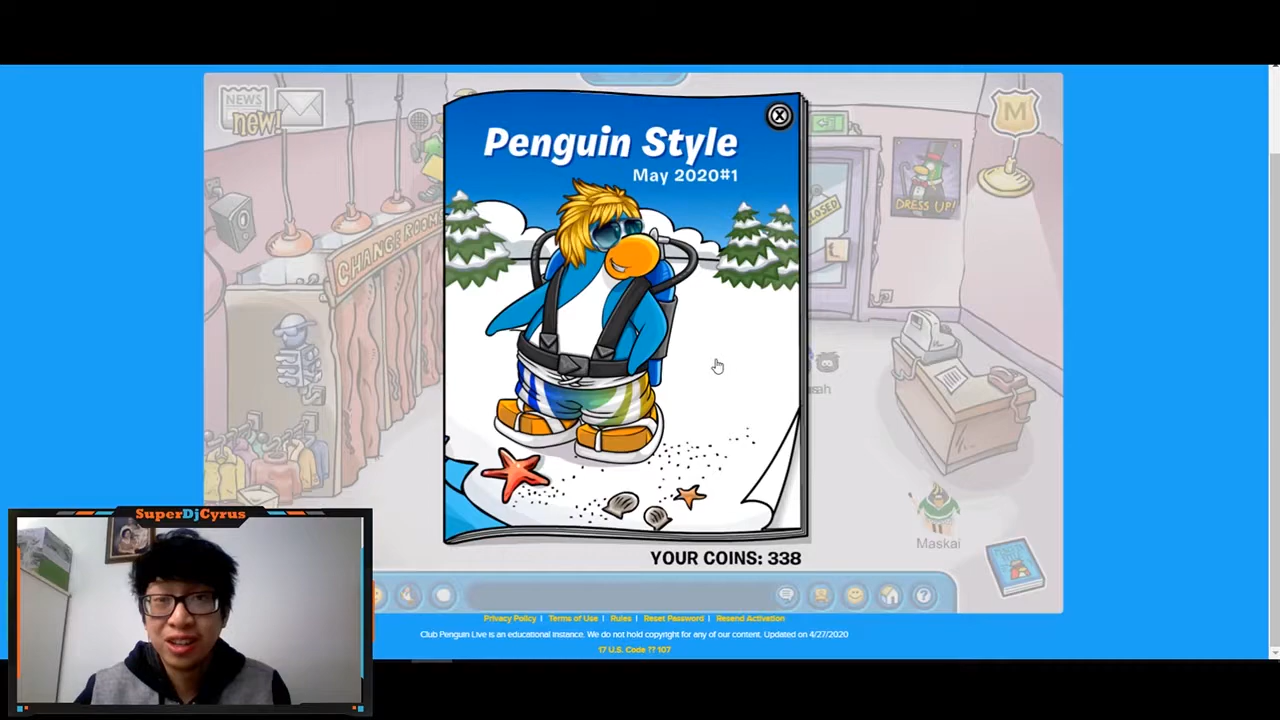 NEWS
new!
M
Penguin Style
May 2020#1
X
CHANGE ROOMS
CLOSED
DRESS UP!
Maskai
YOUR COINS: 338
SuperDjCyrus
?
Privacy Policy | Terms of Use | Rules | Reset Password | Resend Activation
Club Penguin Live is an educational instance. We do not hold copyright for any of our content. Updated on 4/27/2020
17 U.S. Code ?? 107